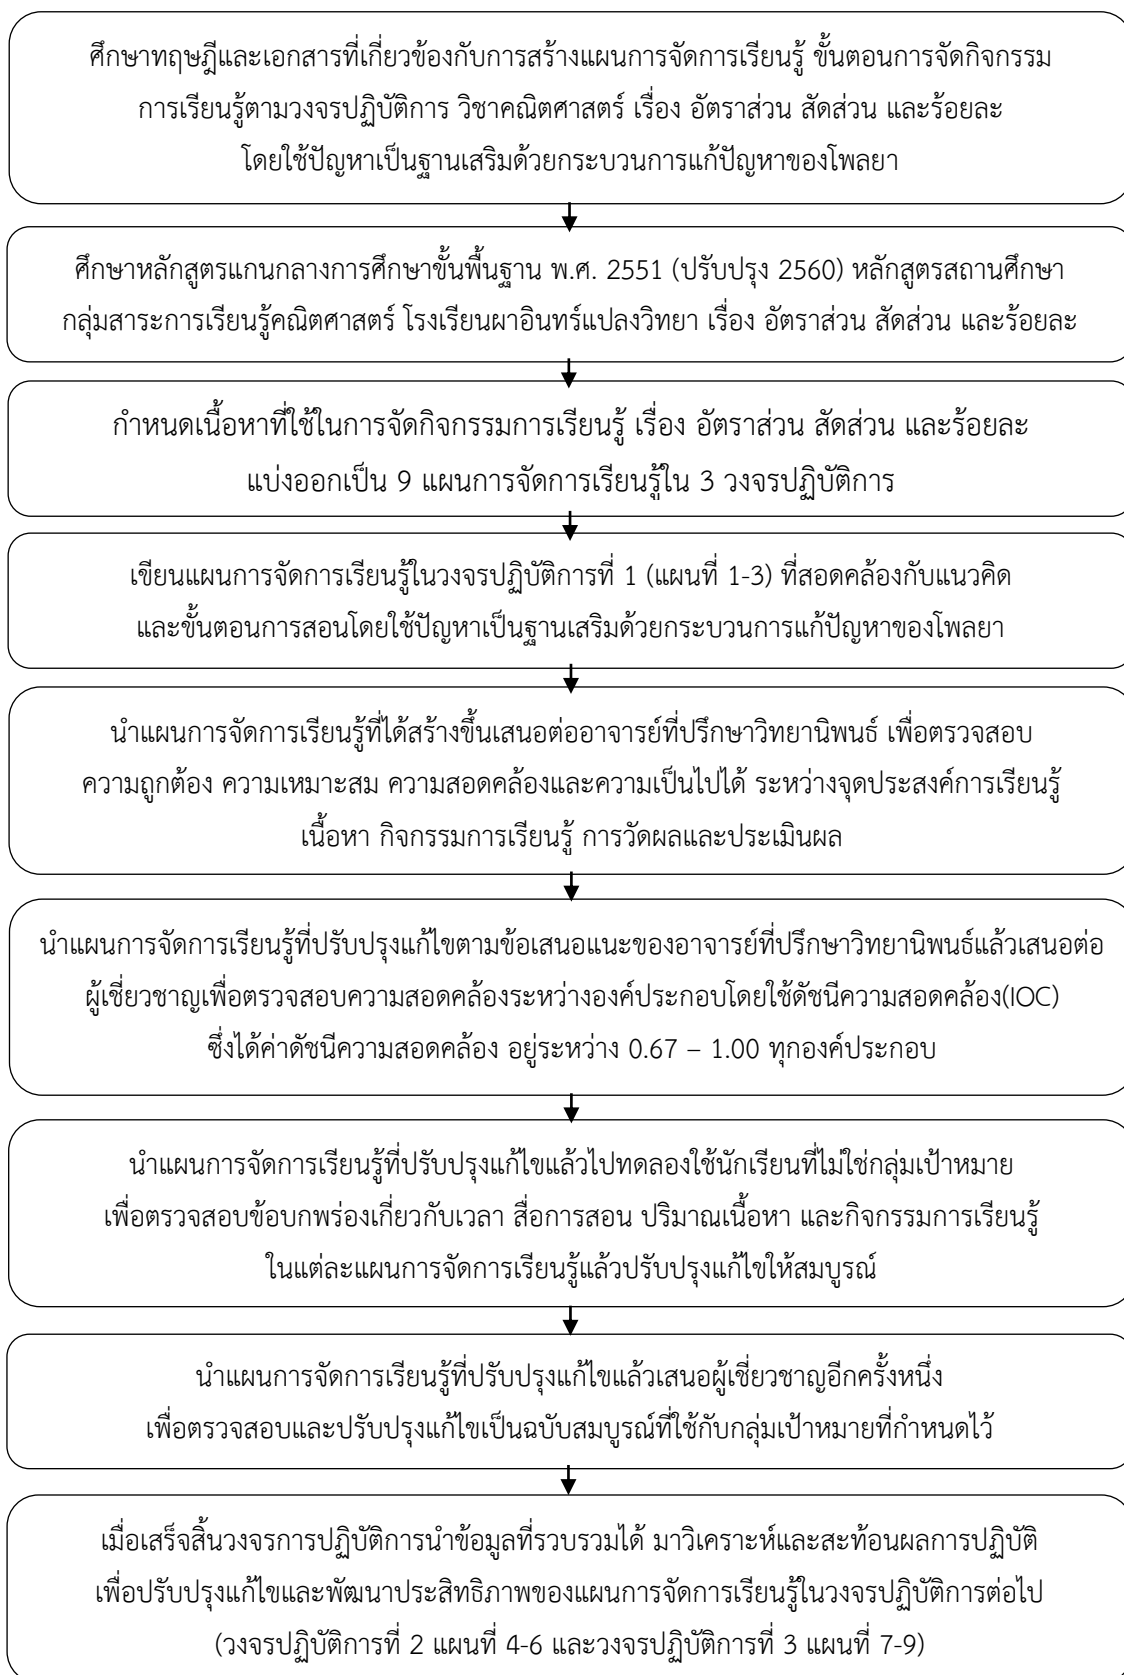 ศึกษาทฤษฎีและเอกสารที่เกี่ยวข้องกับการสร้างแผนการจัดการเรียนรู้ ขั้นตอนการจัดกิจกรรม
การเรียนรู้ตามวงจรปฏิบัติการ วิชาคณิตศาสตร์ เรื่อง อัตราส่วน สัดส่วน และร้อยละ
โดยใช้ปัญหาเป็นฐานเสริมด้วยกระบวนการแก้ปัญหาของโพลยา
ศึกษาหลักสูตรแกนกลางการศึกษาขั้นพื้นฐาน พ.ศ. 2551 (ปรับปรุง 2560) หลักสูตรสถานศึกษา
กลุ่มสาระการเรียนรู้คณิตศาสตร์ โรงเรียนผาอินทร์แปลงวิทยา เรื่อง อัตราส่วน สัดส่วน และร้อยละ
กำหนดเนื้อหาที่ใช้ในการจัดกิจกรรมการเรียนรู้ เรื่อง อัตราส่วน สัดส่วน และร้อยละ
แบ่งออกเป็น 9 แผนการจัดการเรียนรู้ใน 3 วงจรปฏิบัติการ
เขียนแผนการจัดการเรียนรู้ในวงจรปฏิบัติการที่ 1 (แผนที่ 1-3) ที่สอดคล้องกับแนวคิด
และขั้นตอนการสอนโดยใช้ปัญหาเป็นฐานเสริมด้วยกระบวนการแก้ปัญหาของโพลยา
นำแผนการจัดการเรียนรู้ที่ได้สร้างขึ้นเสนอต่ออาจารย์ที่ปรึกษาวิทยานิพนธ์ เพื่อตรวจสอบ
ความถูกต้อง ความเหมาะสม ความสอดคล้องและความเป็นไปได้ ระหว่างจุดประสงค์การเรียนรู้
เนื้อหา กิจกรรมการเรียนรู้ การวัดผลและประเมินผล
นำแผนการจัดการเรียนรู้ที่ปรับปรุงแก้ไขตามข้อเสนอแนะของอาจารย์ที่ปรึกษาวิทยานิพนธ์แล้วเสนอต่อ
ผู้เชี่ยวชาญเพื่อตรวจสอบความสอดคล้องระหว่างองค์ประกอบโดยใช้ดัชนีความสอดคล้อง(IOC)
ซึ่งได้ค่าดัชนีความสอดคล้อง อยู่ระหว่าง 0.67 – 1.00 ทุกองค์ประกอบ
นำแผนการจัดการเรียนรู้ที่ปรับปรุงแก้ไขแล้วไปทดลองใช้นักเรียนที่ไม่ใช่กลุ่มเป้าหมาย
เพื่อตรวจสอบข้อบกพร่องเกี่ยวกับเวลา สื่อการสอน ปริมาณเนื้อหา และกิจกรรมการเรียนรู้
ในแต่ละแผนการจัดการเรียนรู้แล้วปรับปรุงแก้ไขให้สมบูรณ์
นำแผนการจัดการเรียนรู้ที่ปรับปรุงแก้ไขแล้วเสนอผู้เชี่ยวชาญอีกครั้งหนึ่ง
เพื่อตรวจสอบและปรับปรุงแก้ไขเป็นฉบับสมบูรณ์ที่ใช้กับกลุ่มเป้าหมายที่กำหนดไว้
เมื่อเสร็จสิ้นวงจรการปฏิบัติการนำข้อมูลที่รวบรวมได้ มาวิเคราะห์และสะท้อนผลการปฏิบัติ
เพื่อปรับปรุงแก้ไขและพัฒนาประสิทธิภาพของแผนการจัดการเรียนรู้ในวงจรปฏิบัติการต่อไป
(วงจรปฏิบัติการที่ 2 แผนที่ 4-6 และวงจรปฏิบัติการที่ 3 แผนที่ 7-9)